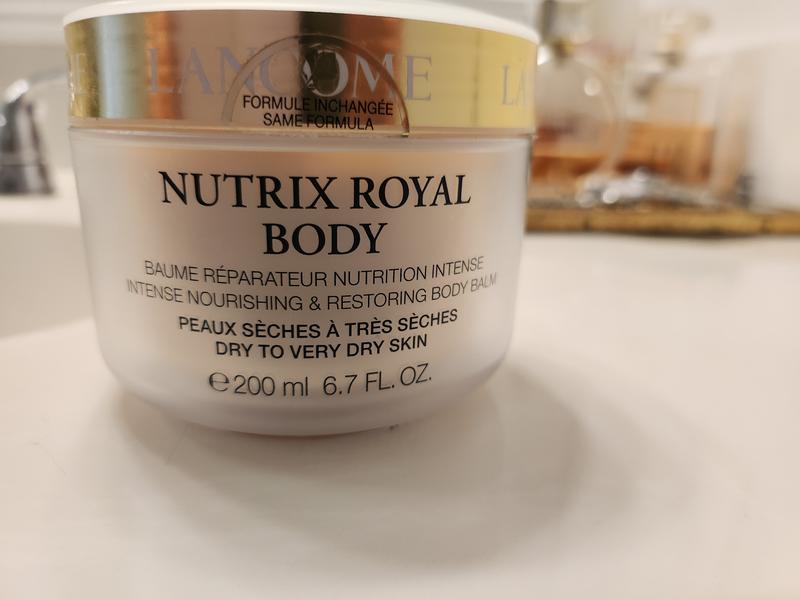 LANCOME
LA
FORMULE INCHANGÉE
SAME FORMULA
NUTRIX ROYAL
BODY
BAUME RÉPARATEUR NUTRITION INTENSE
INTENSE NOURISHING & RESTORING BODY BALM
PEAUX SÈCHES À TRÈS SÈCHES
DRY TO VERY DRY SKIN
℮ 200 ml 6.7 FL. OZ.